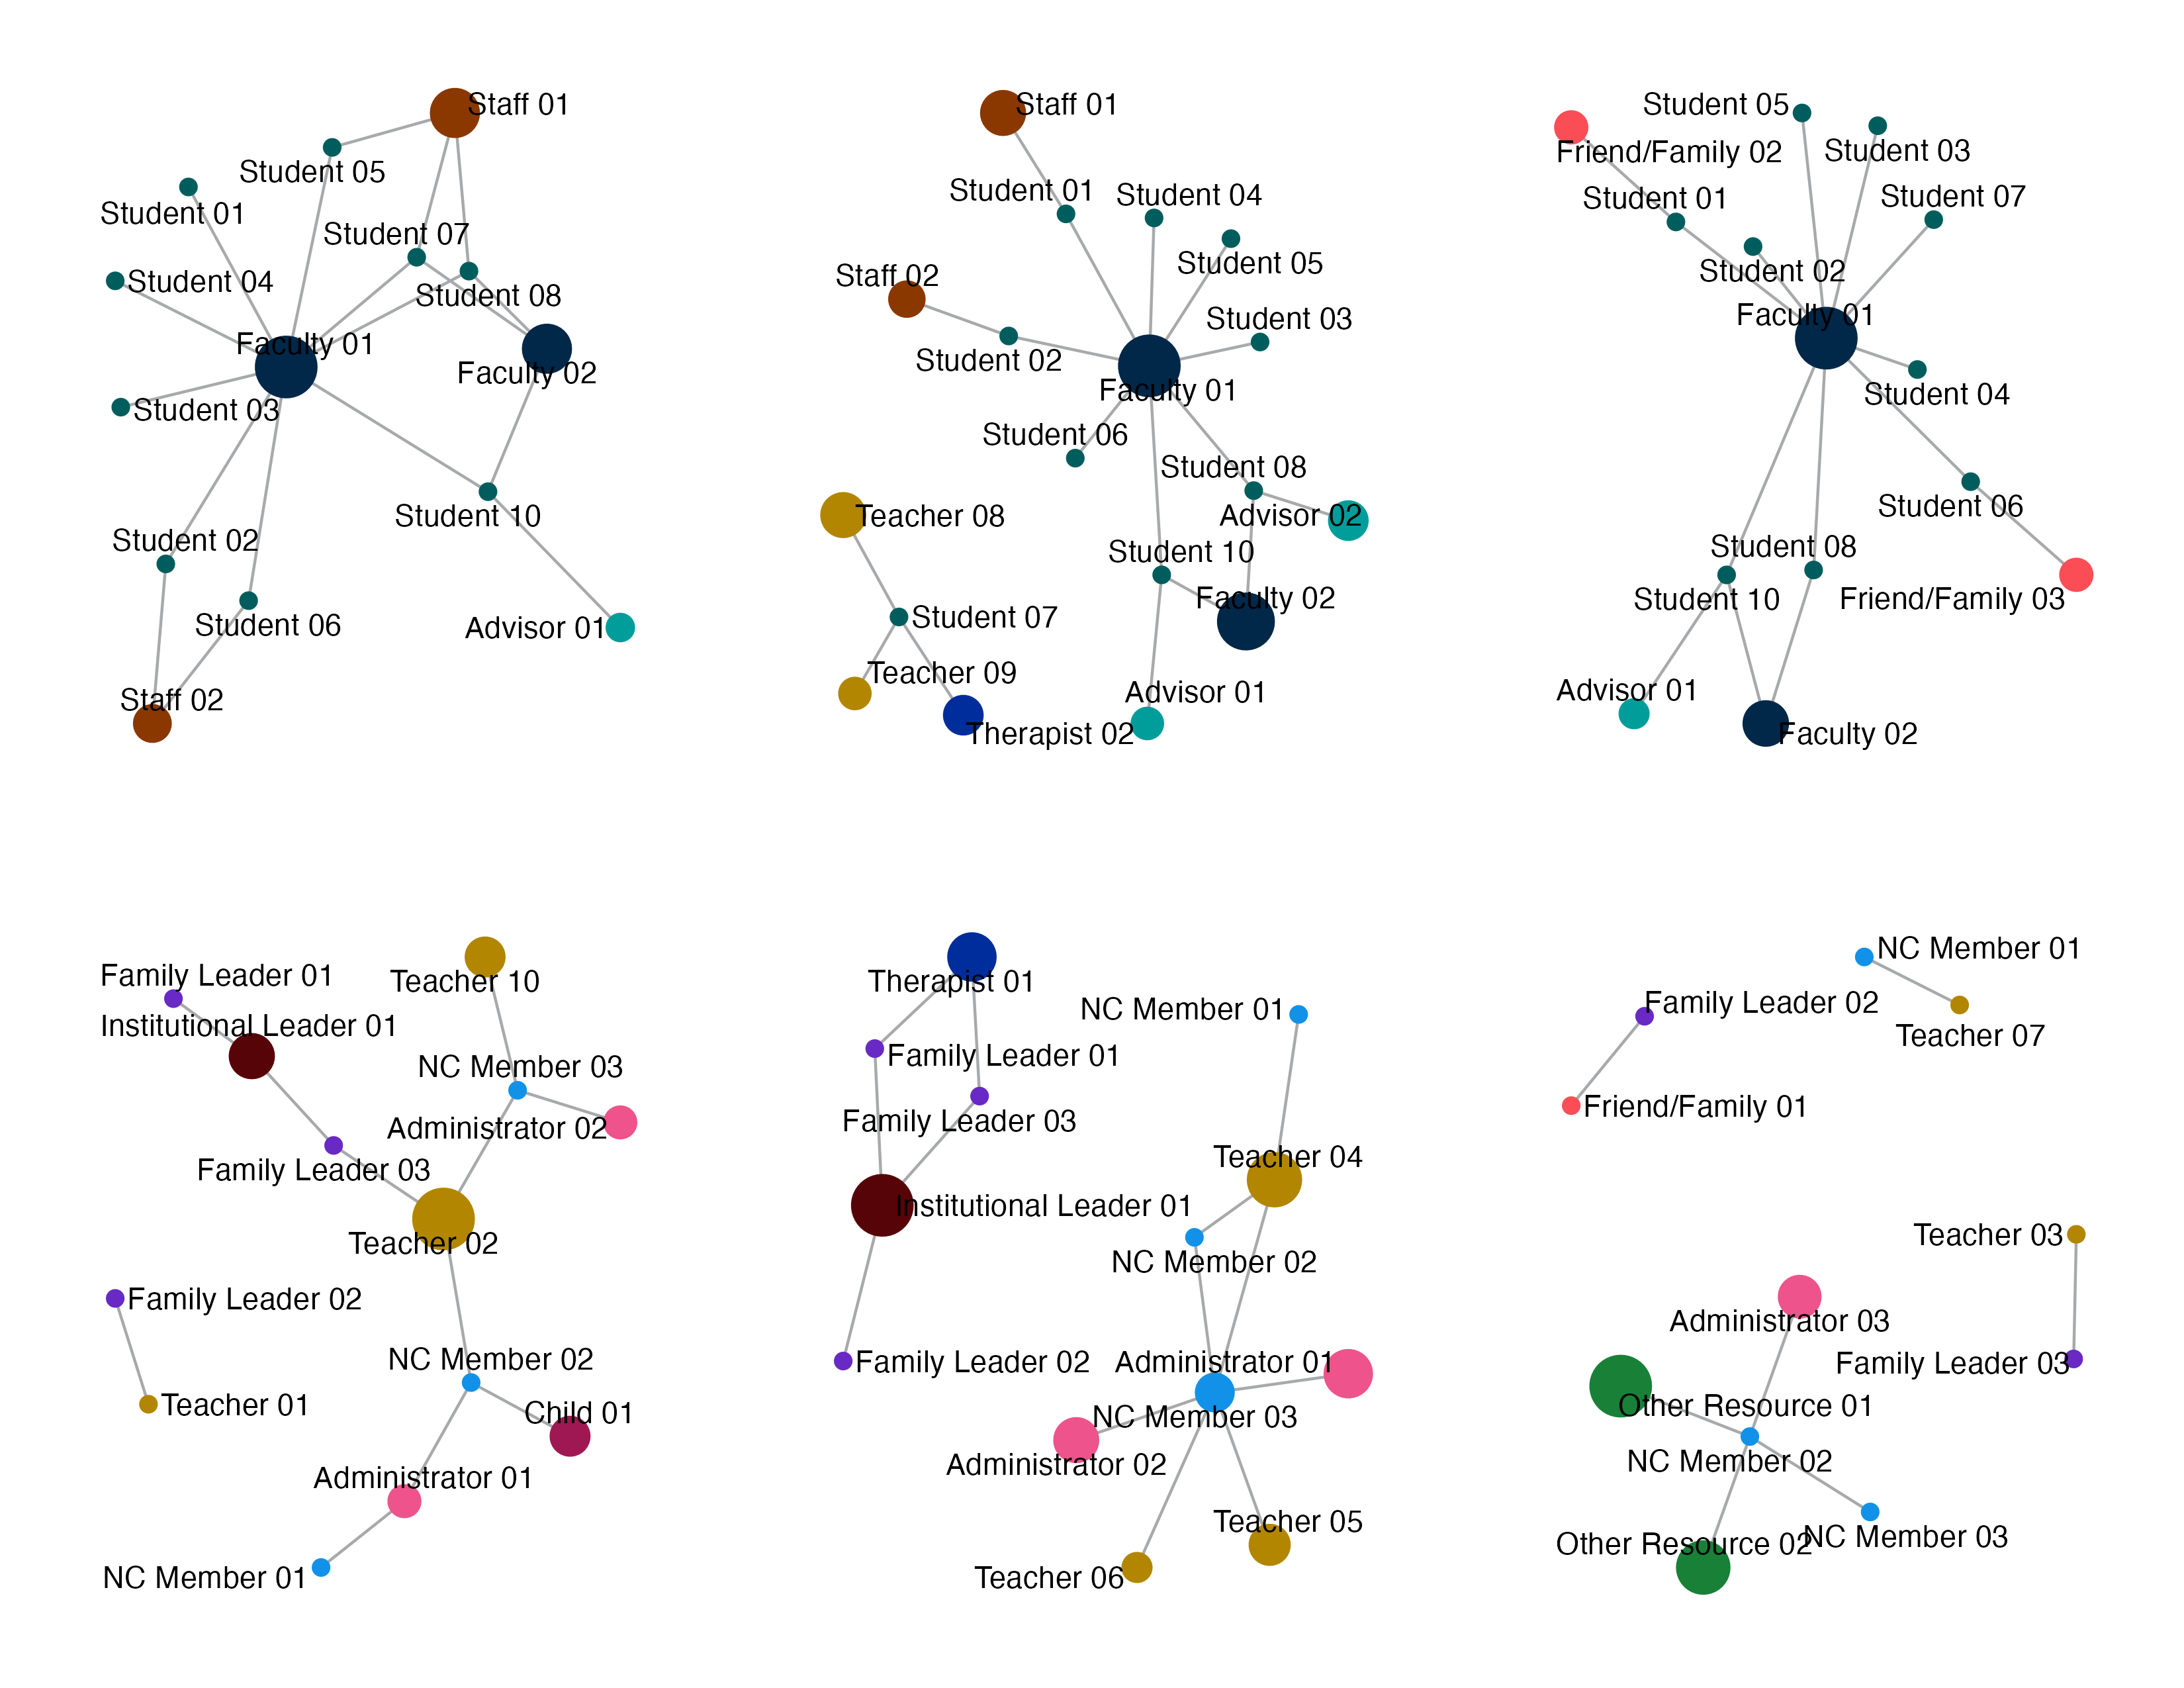 Staff 01
Student 05
Student 01
Student 07
Student 04
Student 08
Faculty 01
Faculty 02
Student 03
Student 10
Student 02
Student 06
Advisor 01
Staff 02
Staff 01
Student 01
Student 04
Student 05
Staff 02
Student 03
Student 02
Faculty 01
Student 06
Student 08
Teacher 08
Advisor 02
Student 10
Faculty 02
Student 07
Teacher 09
Advisor 01
Therapist 02
Student 05
Friend/Family 02
Student 03
Student 01
Student 07
Student 02
Faculty 01
Student 04
Student 06
Student 08
Student 10
Friend/Family 03
Advisor 01
Faculty 02
Family Leader 01
Teacher 10
Institutional Leader 01
NC Member 03
Administrator 02
Family Leader 03
Teacher 02
Family Leader 02
NC Member 02
Teacher 01
Child 01
Administrator 01
NC Member 01
Therapist 01
NC Member 01
Family Leader 01
Family Leader 03
Teacher 04
Institutional Leader 01
NC Member 02
Family Leader 02
Administrator 01
NC Member 03
Administrator 02
Teacher 05
Teacher 06
NC Member 01
Family Leader 02
Teacher 07
Friend/Family 01
Teacher 03
Administrator 03
Family Leader 03
Other Resource 01
NC Member 02
NC Member 03
Other Resource 02